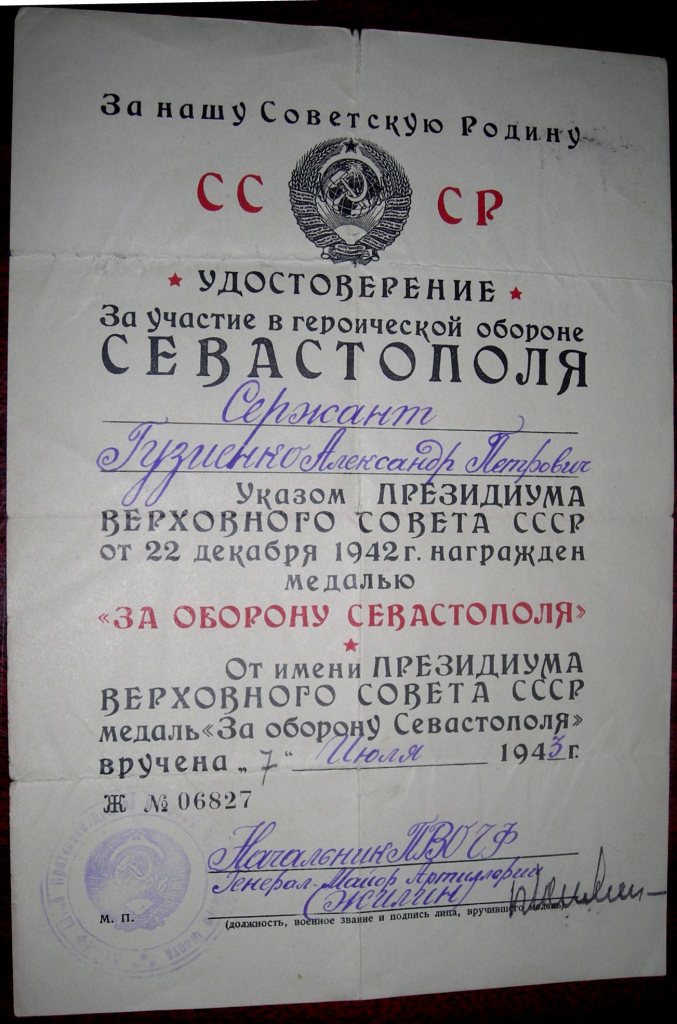 За нашу Советскую Родину
СССР
УДОСТОВЕРЕНИЕ
За участие в героической обороне
СЕВАСТОПОЛЯ
Сержант
Гузиенко Александр Петрович
Указом ПРЕЗИДИУМА
ВЕРХОВНОГО СОВЕТА СССР
от 22 декабря 1942 г. награжден
медалью
«ЗА ОБОРОНУ СЕВАСТОПОЛЯ»
От имени ПРЕЗИДИУМА
ВЕРХОВНОГО СОВЕТА СССР
медаль «За оборону Севастополя»
вручена „7" Июля 1943 г.
Ж № 06827
Начальник ПВО ЧФ
Генерал-Майор Артиллерии
(Жилин)
М. П.
(должность, военное звание и подпись лица, вручившего медаль)